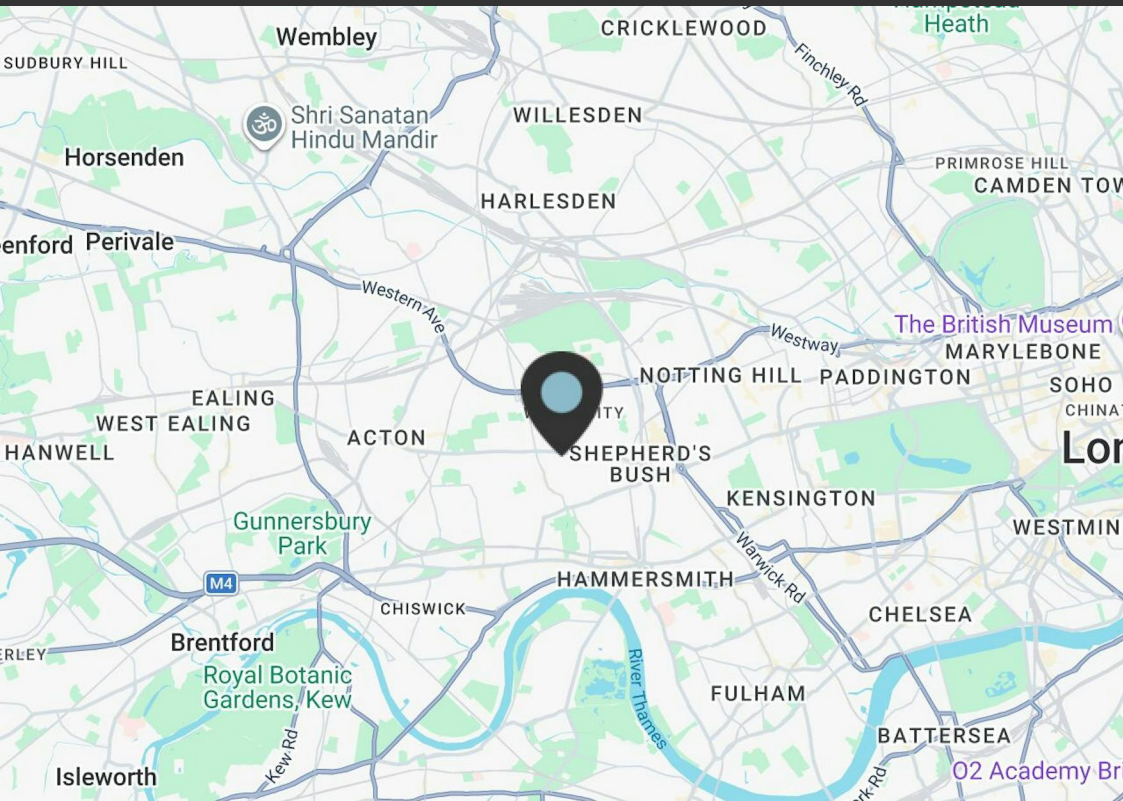 Heath
Wembley
CRICKLEWOOD
SUDBURY HILL
Finchley Rd
Shri Sanatan
Hindu Mandir
WILLESDEN
Horsenden
PRIMROSE HILL
CAMDEN TOW
HARLESDEN
eenford
Perivale
Western Ave
The British Museum
Westway
MARYLEBONE
NOTTING HILL
PADDINGTON
SOHO
EALING
CHINAT
WEST EALING
ACTON
HANWELL
SHEPHERD'S
BUSH
Lon
KENSINGTON
Gunnersbury
Park
WESTMIN
Warwick Rd
M4
HAMMERSMITH
CHISWICK
CHELSEA
Brentford
ERLEY
Royal Botanic
Gardens, Kew
River Thames
FULHAM
BATTERSEA
Kew Rd
Isleworth
O2 Academy Bri
rk Rd